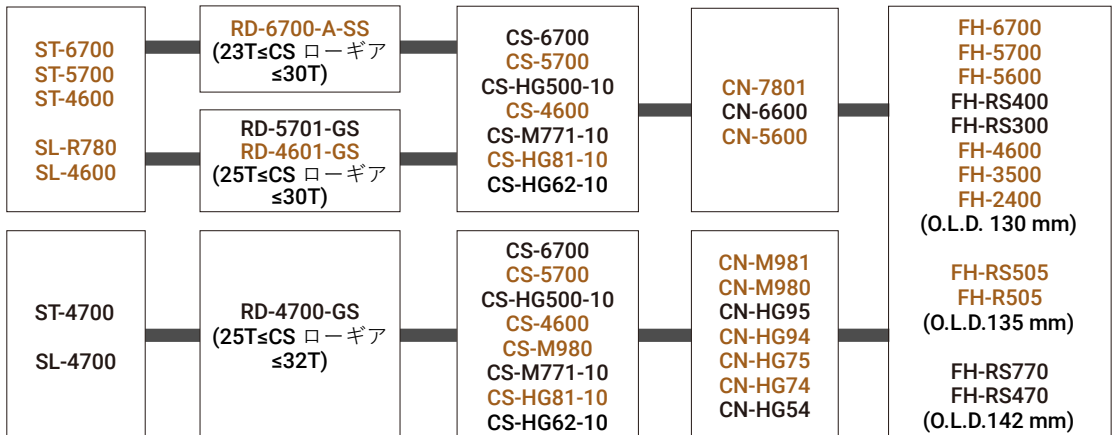 ST-6700
ST-5700
ST-4600
SL-R780
SL-4600
RD-6700-A-SS
(23T≤CS ローギア
≤30T)
RD-5701-GS
RD-4601-GS
(25T≤CS ローギア
≤30T)
CS-6700
CS-5700
CS-HG500-10
CS-4600
CS-M771-10
CS-HG81-10
CS-HG62-10
CN-7801
CN-6600
CN-5600
FH-6700
FH-5700
FH-5600
FH-RS400
FH-RS300
FH-4600
FH-3500
FH-2400
(O.L.D. 130 mm)
FH-RS505
FH-R505
(O.L.D.135 mm)
FH-RS770
FH-RS470
(O.L.D.142 mm)
ST-4700
SL-4700
RD-4700-GS
(25T≤CS ローギア
≤32T)
CS-6700
CS-5700
CS-HG500-10
CS-4600
CS-M980
CS-M771-10
CS-HG81-10
CS-HG62-10
CN-M981
CN-M980
CN-HG95
CN-HG94
CN-HG75
CN-HG74
CN-HG54